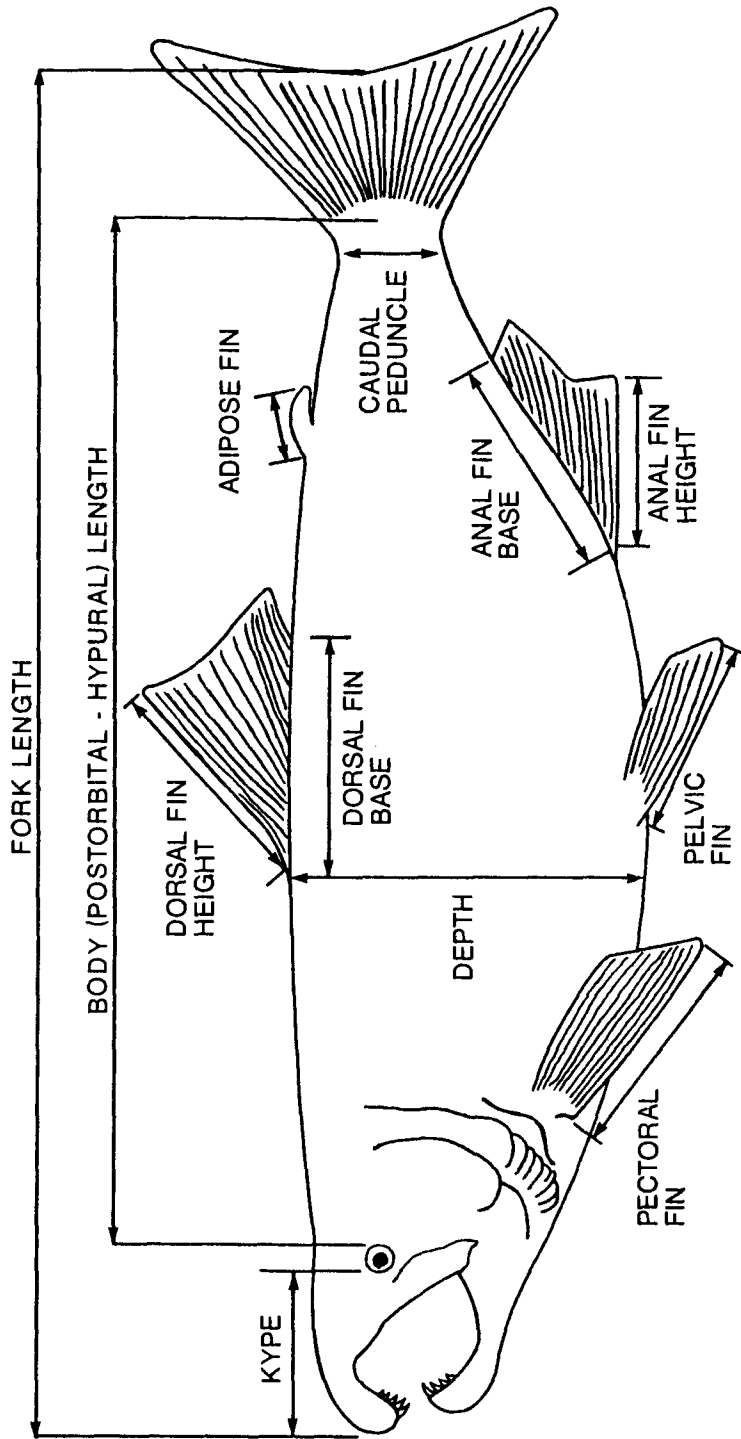 FORK LENGTH
BODY (POSTORBITAL - HYPURAL) LENGTH
KYPE
DORSAL FIN
HEIGHT
ADIPOSE FIN
DORSAL FIN
BASE
CAUDAL
PEDUNCLE
DEPTH
ANAL FIN
BASE
PECTORAL
FIN
PELVIC
FIN
ANAL FIN
HEIGHT